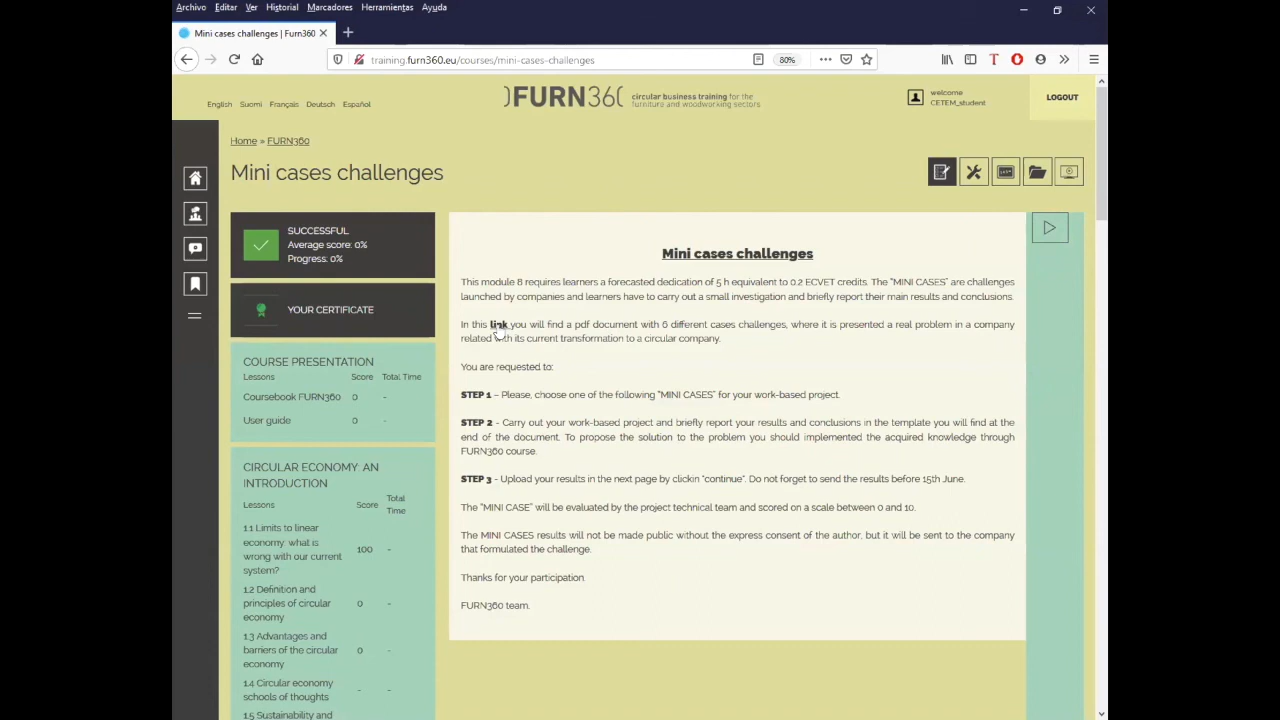 Archivo Editar Ver Historial Marcadores Herramientas Ayuda
Mini cases challenges | Furn360
training.furn360.eu/courses/mini-cases-challenges
80%
English Suomi Français Deutsch Español
FURN360
circular business training for the
furniture and woodworking sectors
welcome
CETEM_student
LOGOUT
Home » FURN360
Mini cases challenges
SUCCESSFUL
Average score: 0%
Progress: 0%
YOUR CERTIFICATE
COURSE PRESENTATION
Lessons Score Total Time
Coursebook FURN360 0 -
User guide 0 -
CIRCULAR ECONOMY: AN
INTRODUCTION
Lessons Score Total
Time
1.1 Limits to linear
economy: what is
wrong with our current
system?
100 -
1.2 Definition and
principles of circular
economy
0 -
1.3 Advantages and
barriers of the circular
economy
0 -
1.4 Circular economy
schools of thoughts
- -
1.5 Sustainability and
Mini cases challenges
This module 8 requires learners a forecasted dedication of 5 h equivalent to 0.2 ECVET credits. The "MINI CASES" are challenges
launched by companies and learners have to carry out a small investigation and briefly report their main results and conclusions.
In this link you will find a pdf document with 6 different cases challenges, where it is presented a real problem in a company
related with its current transformation to a circular company.
You are requested to:
STEP 1 – Please, choose one of the following "MINI CASES" for your work-based project.
STEP 2 - Carry out your work-based project and briefly report your results and conclusions in the template you will find at the
end of the document. To propose the solution to the problem you should implemented the acquired knowledge through
FURN360 course.
STEP 3 - Upload your results in the next page by clickin "continue". Do not forget to send the results before 15th June.
The "MINI CASE" will be evaluated by the project technical team and scored on a scale between 0 and 10.
The MINI CASES results will not be made public without the express consent of the author, but it will be sent to the company
that formulated the challenge.
Thanks for your participation.
FURN360 team.